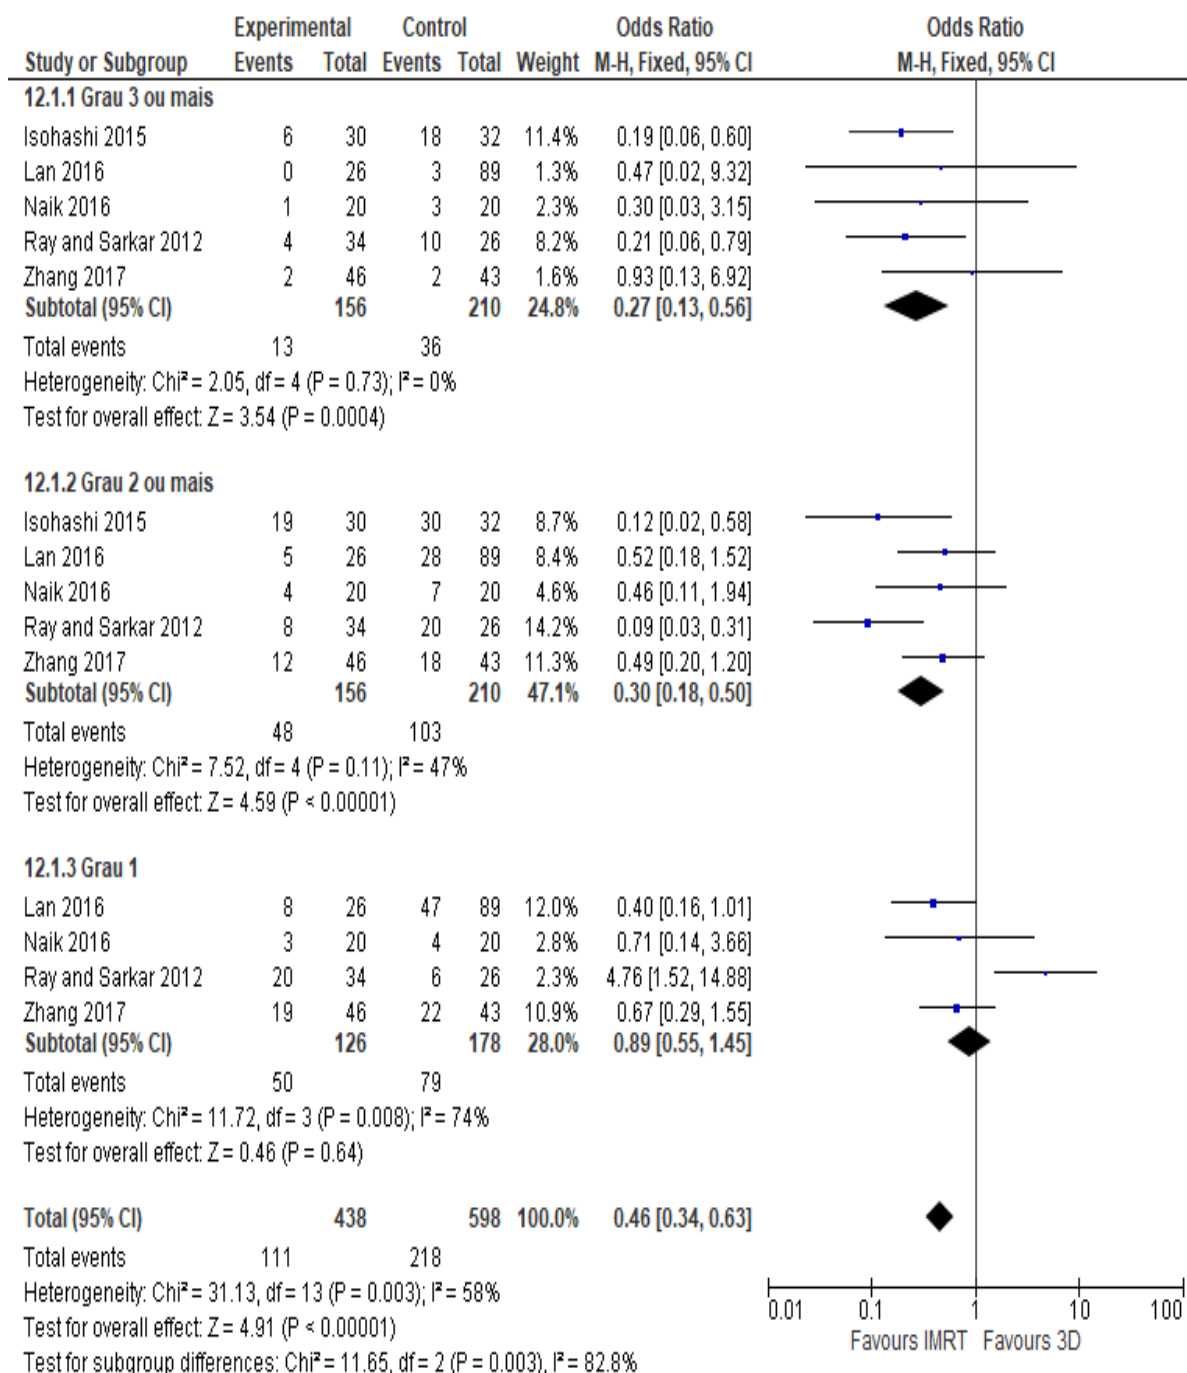 Experimental Control Odds Ratio Odds Ratio
Study or Subgroup Events Total Events Total Weight M-H, Fixed, 95% CI M-H, Fixed, 95% CI
12.1.1 Grau 3 ou mais
Isohashi 2015 6 30 18 32 11.4% 0.19 [0.06, 0.60]
Lan 2016 0 26 3 89 1.3% 0.47 [0.02, 9.32]
Naik 2016 1 20 3 20 2.3% 0.30 [0.03, 3.15]
Ray and Sarkar 2012 4 34 10 26 8.2% 0.21 [0.06, 0.79]
Zhang 2017 2 46 2 43 1.6% 0.93 [0.13, 6.92]
Subtotal (95% CI) 156 210 24.8% 0.27 [0.13, 0.56]
Total events 13 36
Heterogeneity: Chi² = 2.05, df = 4 (P = 0.73); I² = 0%
Test for overall effect: Z = 3.54 (P = 0.0004)
12.1.2 Grau 2 ou mais
Isohashi 2015 19 30 30 32 8.7% 0.12 [0.02, 0.58]
Lan 2016 5 26 28 89 8.4% 0.52 [0.18, 1.52]
Naik 2016 4 20 7 20 4.6% 0.46 [0.11, 1.94]
Ray and Sarkar 2012 8 34 20 26 14.2% 0.09 [0.03, 0.31]
Zhang 2017 12 46 18 43 11.3% 0.49 [0.20, 1.20]
Subtotal (95% CI) 156 210 47.1% 0.30 [0.18, 0.50]
Total events 48 103
Heterogeneity: Chi² = 7.52, df = 4 (P = 0.11); I² = 47%
Test for overall effect: Z = 4.59 (P < 0.00001)
12.1.3 Grau 1
Lan 2016 8 26 47 89 12.0% 0.40 [0.16, 1.01]
Naik 2016 3 20 4 20 2.8% 0.71 [0.14, 3.66]
Ray and Sarkar 2012 20 34 6 26 2.3% 4.76 [1.52, 14.88]
Zhang 2017 19 46 22 43 10.9% 0.67 [0.29, 1.55]
Subtotal (95% CI) 126 178 28.0% 0.89 [0.55, 1.45]
Total events 50 79
Heterogeneity: Chi² = 11.72, df = 3 (P = 0.008); I² = 74%
Test for overall effect: Z = 0.46 (P = 0.64)
Total (95% CI) 438 598 100.0% 0.46 [0.34, 0.63]
Total events 111 218
Heterogeneity: Chi² = 31.13, df = 13 (P = 0.003); I² = 58%
Test for overall effect: Z = 4.91 (P < 0.00001)
Test for subgroup differences: Chi² = 11.65, df = 2 (P = 0.003), I² = 82.8%
0.01 0.1 1 10 100
Favours IMRT Favours 3D